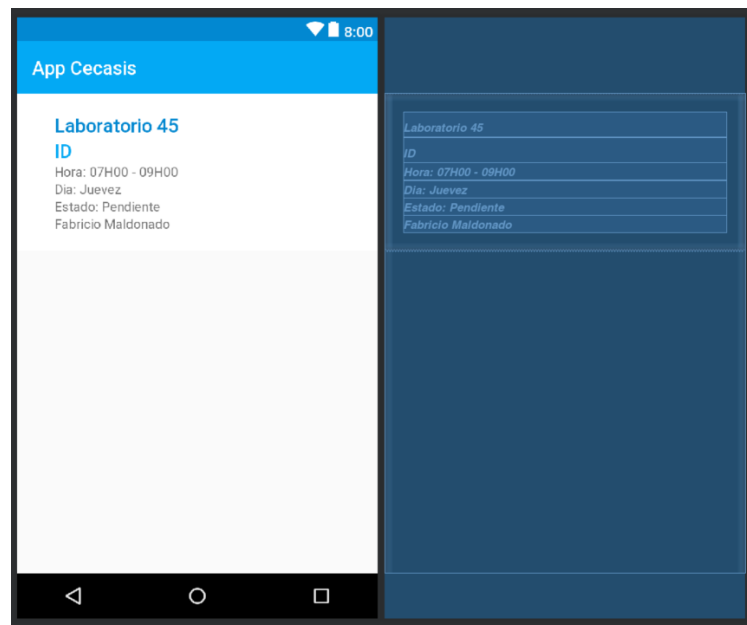 8:00
App Cecasis
Laboratorio 45
ID
Hora: 07H00 - 09H00
Dia: Juevez
Estado: Pendiente
Fabricio Maldonado
Laboratorio 45
ID
Hora: 07H00 - 09H00
Dia: Juevez
Estado: Pendiente
Fabricio Maldonado